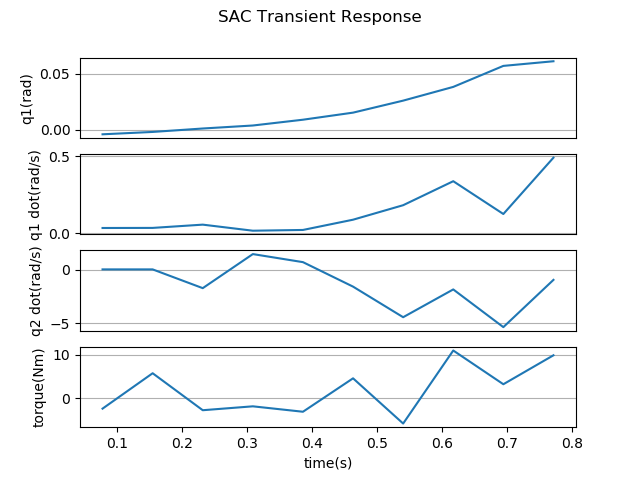 SAC Transient Response
q1(rad)
0.05
0.00
q1 dot(rad/s)
0.5
0.0
q2 dot(rad/s)
0
−5
torque(Nm)
10
0
0.1 0.2 0.3 0.4 0.5 0.6 0.7 0.8
time(s)